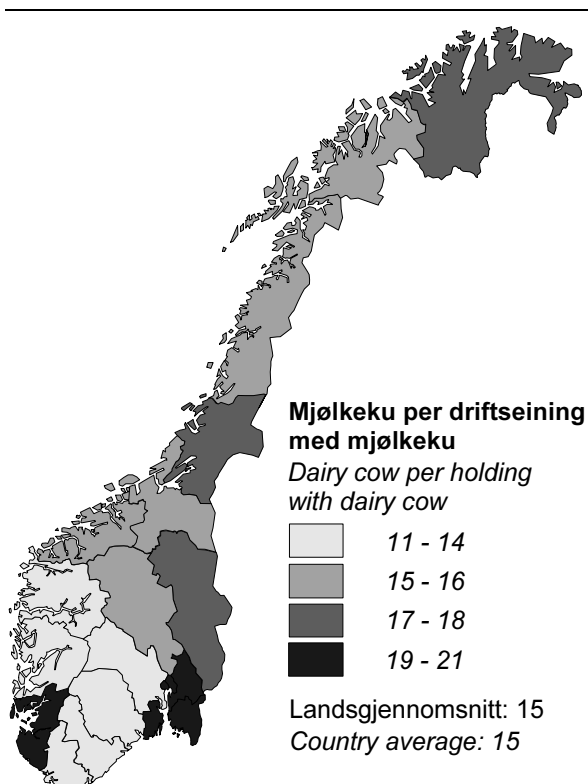 Mjølkeku per driftseining
med mjølkeku
Dairy cow per holding
with dairy cow
11 - 14
15 - 16
17 - 18
19 - 21
Landsgjennomsnitt: 15
Country average: 15